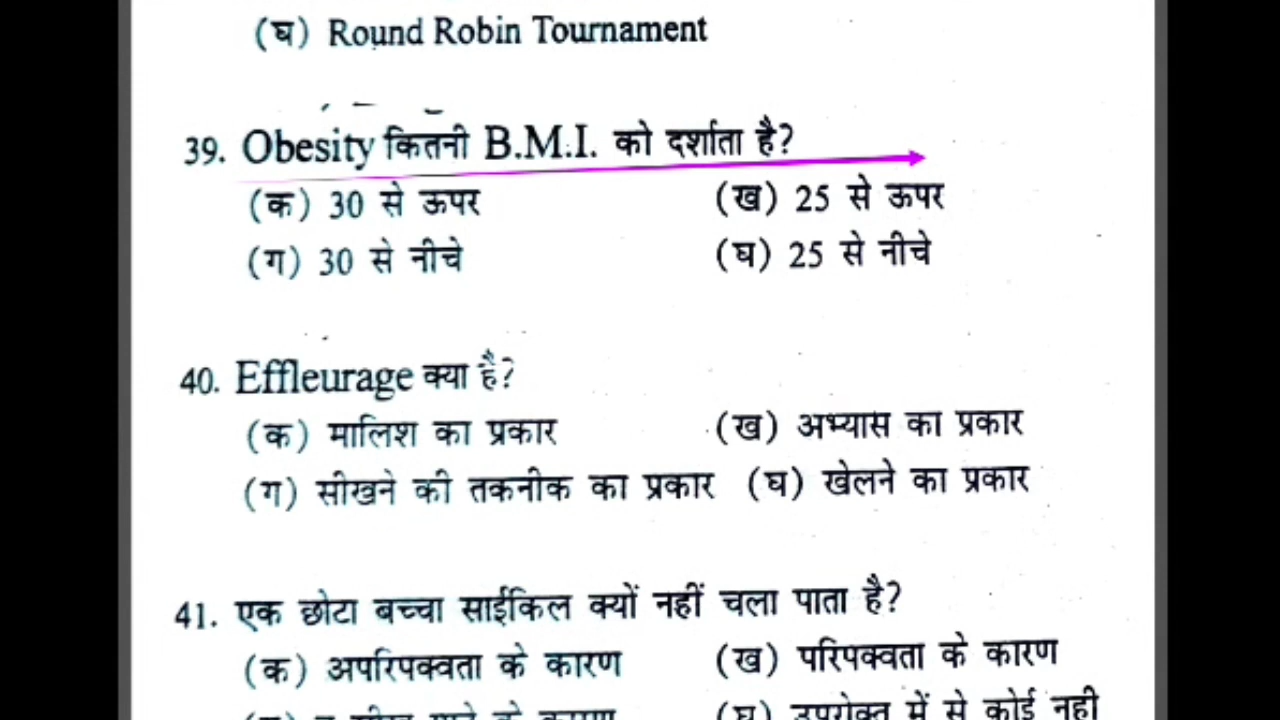 (घ) Round Robin Tournament
39. Obesity कितनी B.M.I. को दर्शाता है?
(क) 30 से ऊपर (ख) 25 से ऊपर
(ग) 30 से नीचे (घ) 25 से नीचे
40. Effleurage क्या है?
(क) मालिश का प्रकार (ख) अभ्यास का प्रकार
(ग) सीखने की तकनीक का प्रकार (घ) खेलने का प्रकार
41. एक छोटा बच्चा साईकिल क्यों नहीं चला पाता है?
(क) अपरिपक्वता के कारण (ख) परिपक्वता के कारण
(घ) उपरोक्त में से कोई नही